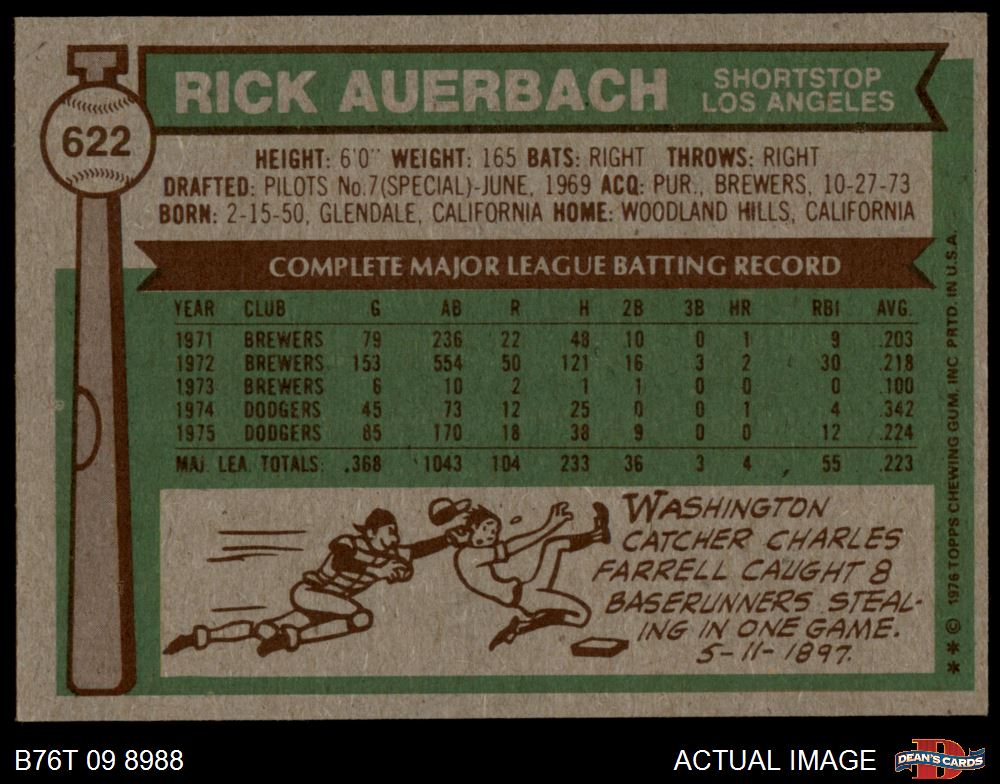 622
RICK AUERBACH
SHORTSTOP
LOS ANGELES
HEIGHT: 6'0" WEIGHT: 165 BATS: RIGHT THROWS: RIGHT
DRAFTED: PILOTS No.7(SPECIAL)-JUNE, 1969 ACQ: PUR., BREWERS, 10-27-73
BORN: 2-15-50, GLENDALE, CALIFORNIA HOME: WOODLAND HILLS, CALIFORNIA
COMPLETE MAJOR LEAGUE BATTING RECORD
YEAR CLUB G AB R H 2B 3B HR RBI AVG.
1971 BREWERS 79 236 22 48 10 0 1 9 .203
1972 BREWERS 153 554 50 121 16 3 2 30 .218
1973 BREWERS 6 10 2 1 1 0 0 0 .100
1974 DODGERS 45 73 12 25 0 0 1 4 .342
1975 DODGERS 85 170 18 38 9 0 0 12 .224
MAJ. LEA. TOTALS: .368 1043 104 233 36 3 4 55 .223
WASHINGTON
CATCHER CHARLES
FARRELL CAUGHT 8
BASERUNNERS STEAL-
ING IN ONE GAME.
5-11-1897.
* * © 1976 TOPPS CHEWING GUM, INC. PRTD. IN U.S.A.
B76T 09 8988
ACTUAL IMAGE
D
DEAN'S CARDS